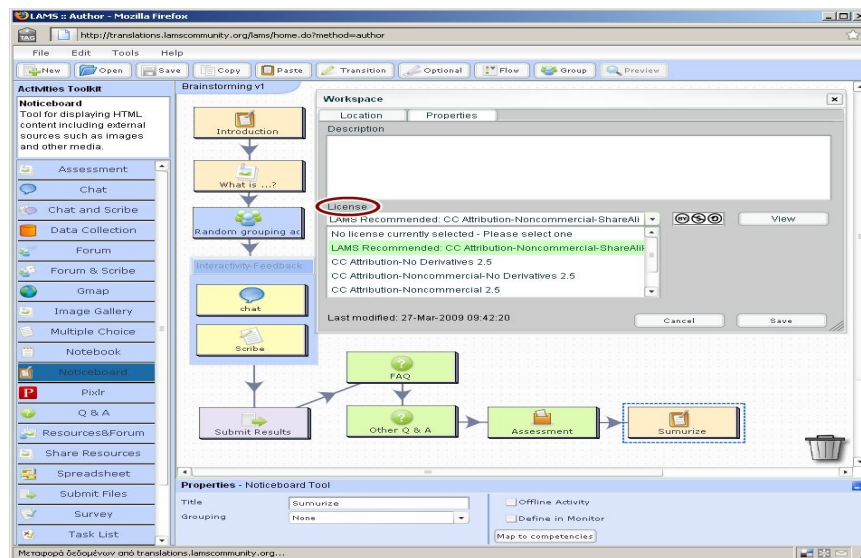 LAMS :: Author - Mozilla Firefox
TAG http://translations.lamscommunity.org/lams/home.do?method=author
File Edit Tools Help
New Open Save Copy Paste Transition Optional Flow Group Preview
Activities Toolkit
Noticeboard
Tool for displaying HTML
content including external
sources such as images
and other media.
Assessment
Chat
Chat and Scribe
Data Collection
Forum
Forum & Scribe
Gmap
Image Gallery
Multiple Choice
Notebook
Noticeboard
Pixlr
Q & A
Resources&Forum
Share Resources
Spreadsheet
Submit Files
Survey
Task List
Brainstorming v1
Introduction
What is ...?
Random grouping ac
Interactivity-Feedback
chat
Scribe
Submit Results
FAQ
Other Q & A
Assessment
Sumurize
Workspace
Location Properties
Description
License
LAMS Recommended: CC Attribution-Noncommercial-ShareAli
View
No license currently selected - Please select one
LAMS Recommended: CC Attribution-Noncommercial-ShareAlik
CC Attribution-No Derivatives 2.5
CC Attribution-Noncommercial-No Derivatives 2.5
CC Attribution-Noncommercial 2.5
Last modified: 27-Mar-2009 09:42:20
Cancel Save
Properties - Noticeboard Tool
Title Sumurize
Grouping None
Offline Activity
Define in Monitor
Map to competencies
Μεταφορά δεδομένων από translations.lamscommunity.org...